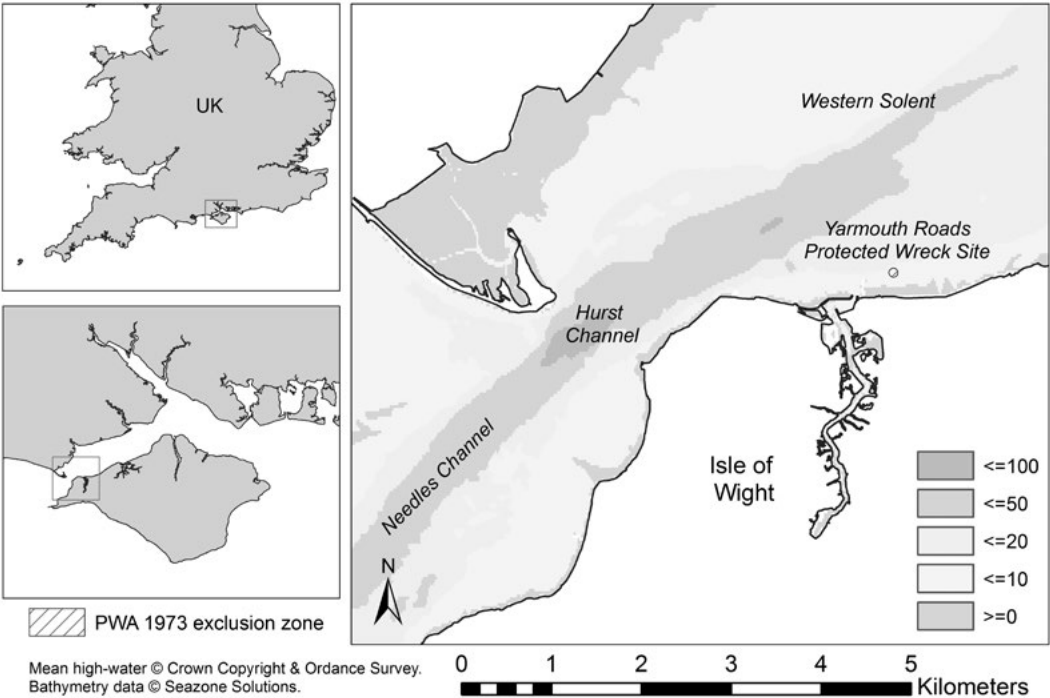 UK
Western Solent
Yarmouth Roads
Protected Wreck Site
Hurst
Channel
Needles Channel
Isle of
Wight
N
<=100
<=50
<=20
<=10
>=0
PWA 1973 exclusion zone
Mean high-water © Crown Copyright & Ordance Survey.
Bathymetry data © Seazone Solutions.
0 1 2 3 4 5
Kilometers